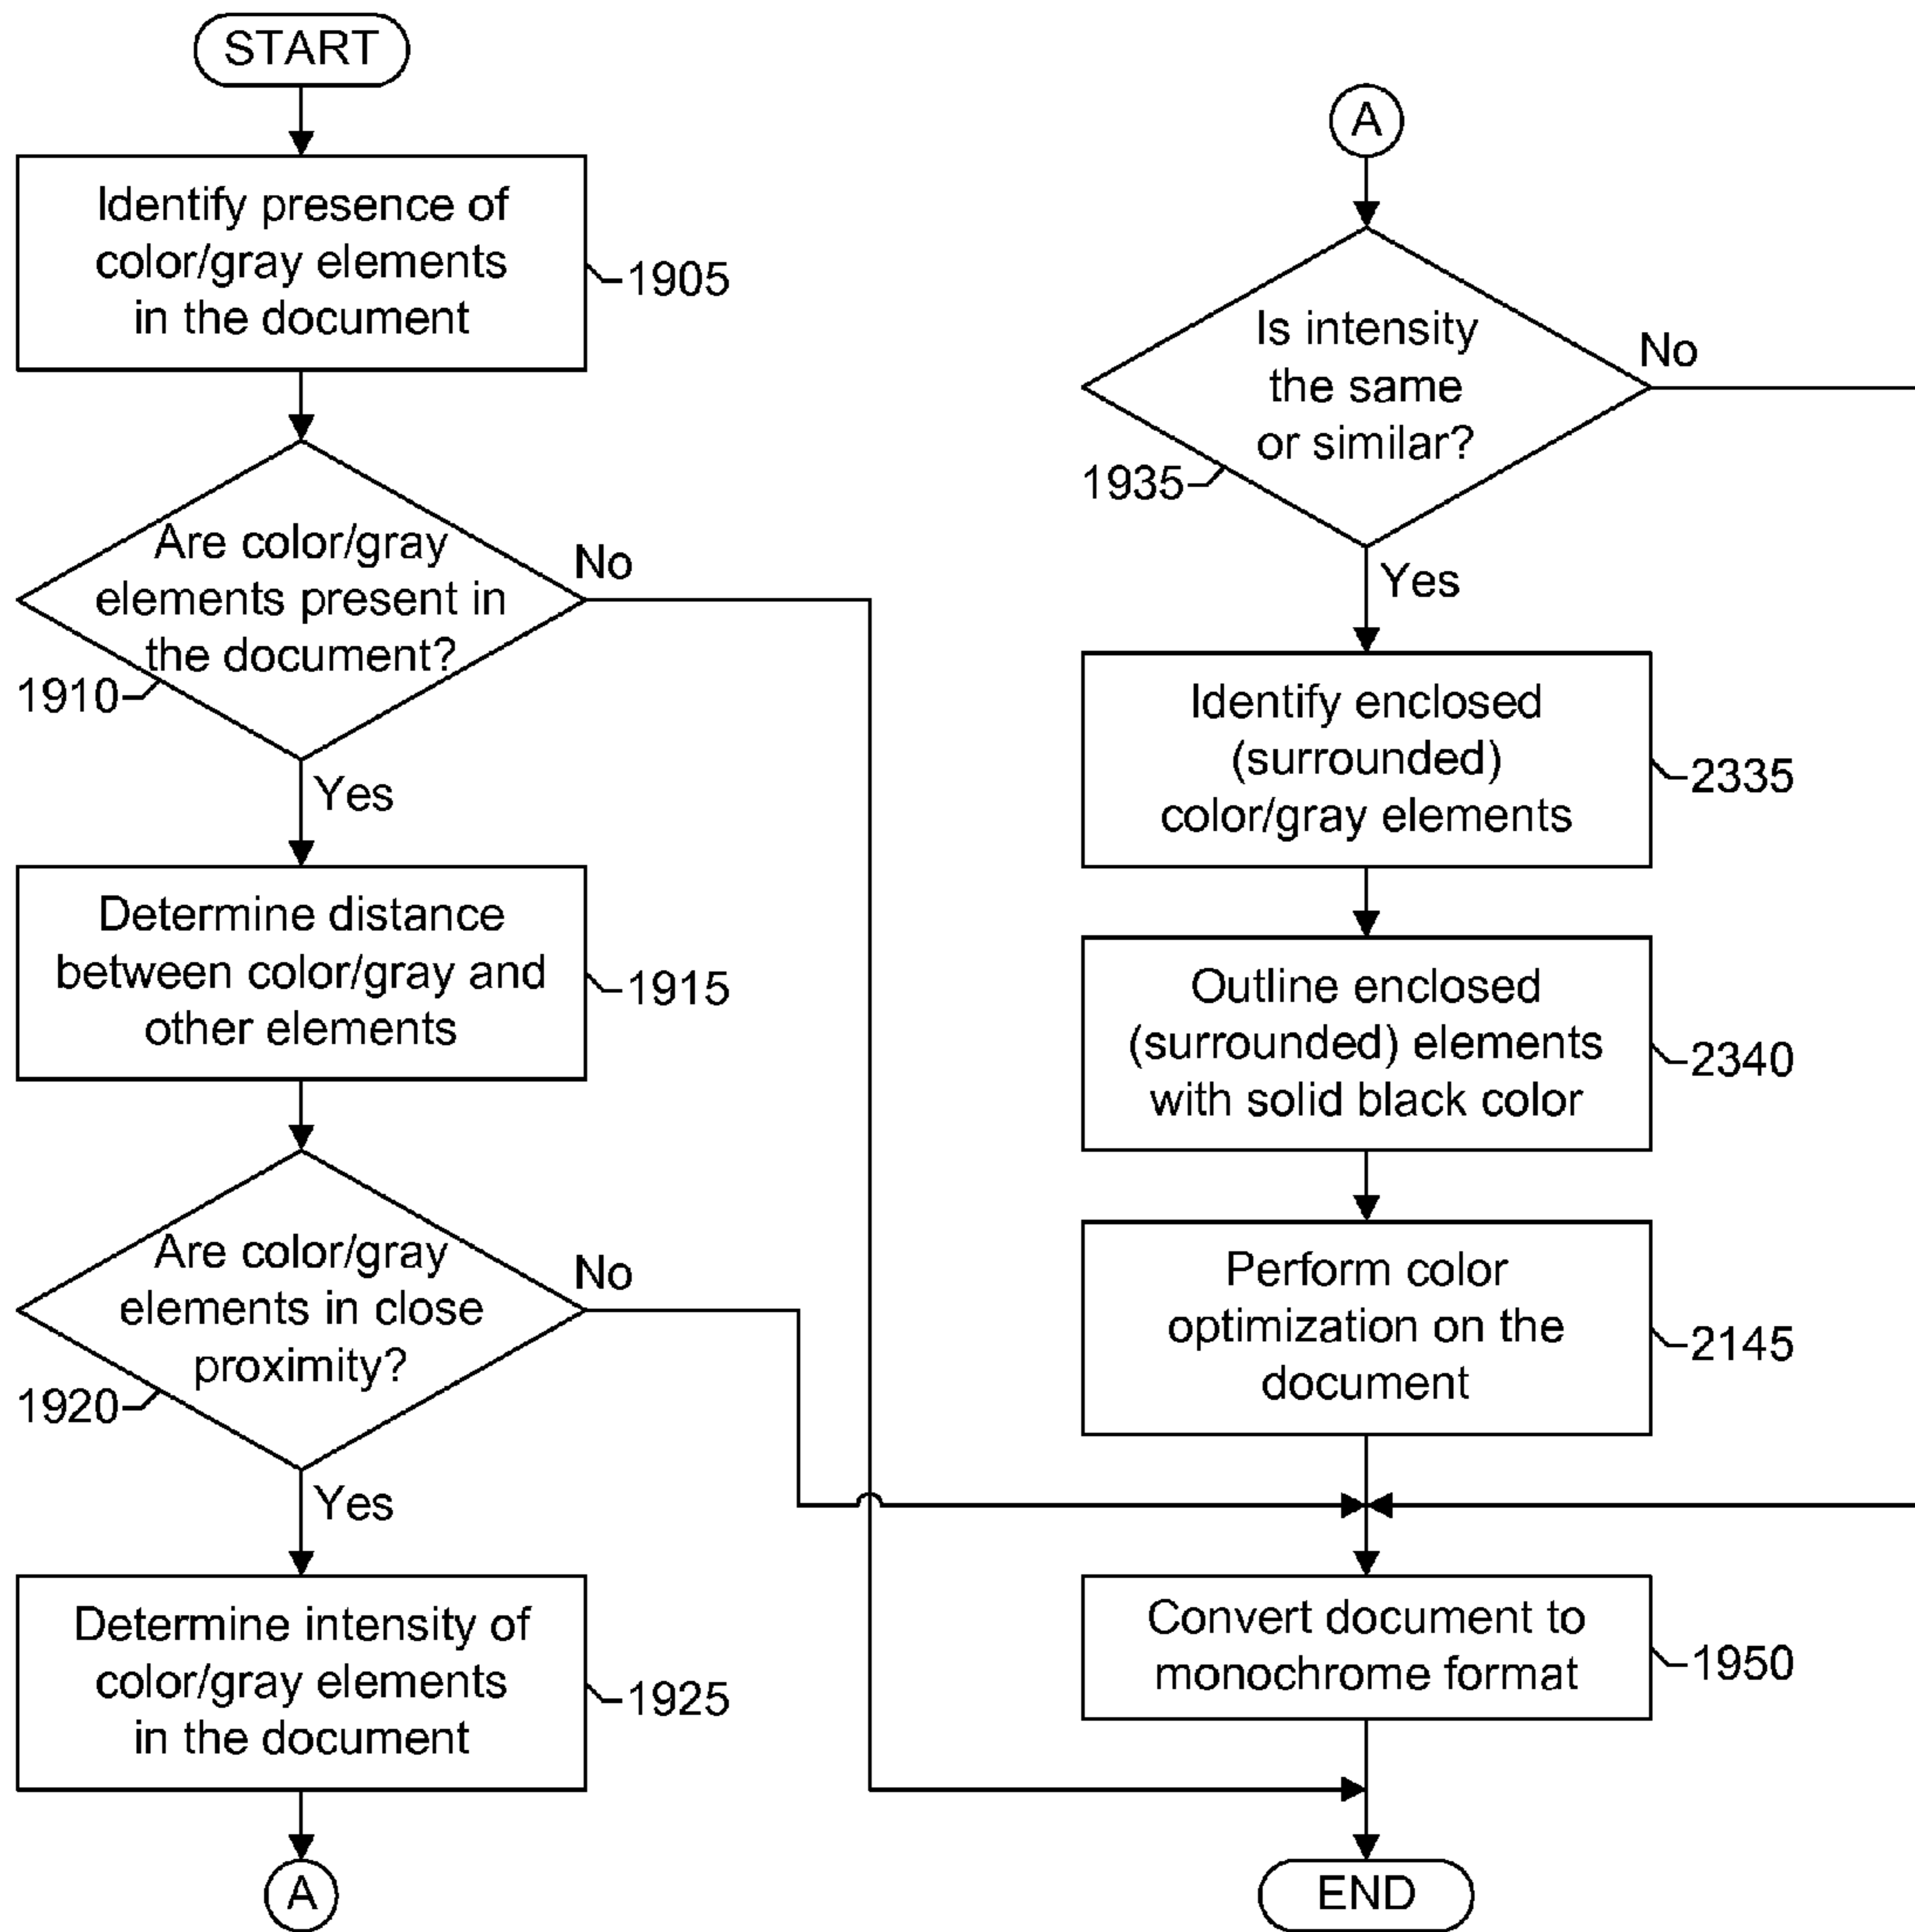 START
Identify presence of
color/gray elements
in the document
1905
Are color/gray
elements present in
the document?
No
1910
Yes
Determine distance
between color/gray and
other elements
1915
Are color/gray
elements in close
proximity?
No
1920
Yes
Determine intensity of
color/gray elements
in the document
1925
A
A
Is intensity
the same
or similar?
No
1935
Yes
Identify enclosed
(surrounded)
color/gray elements
2335
Outline enclosed
(surrounded) elements
with solid black color
2340
Perform color
optimization on the
document
2145
Convert document to
monochrome format
1950
END